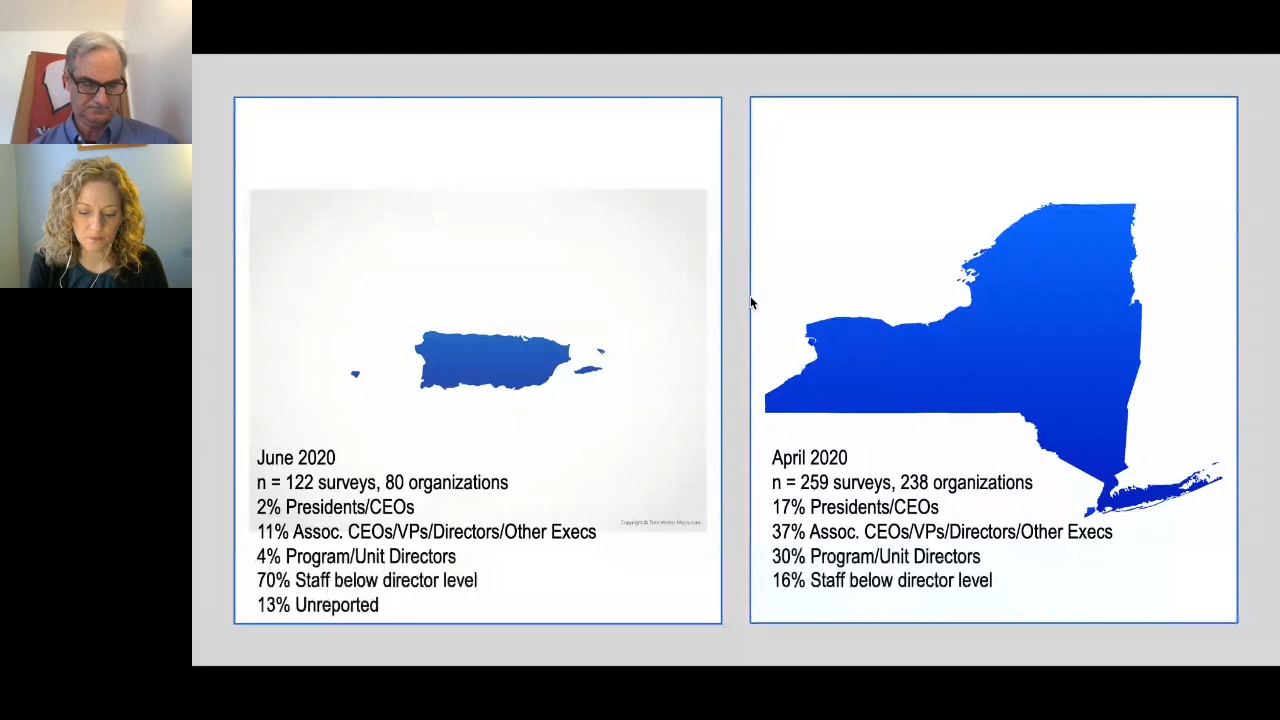 June 2020
n = 122 surveys, 80 organizations
2% Presidents/CEOs
11% Assoc. CEOs/VPs/Directors/Other Execs
4% Program/Unit Directors
70% Staff below director level
13% Unreported
April 2020
n = 259 surveys, 238 organizations
17% Presidents/CEOs
37% Assoc. CEOs/VPs/Directors/Other Execs
30% Program/Unit Directors
16% Staff below director level